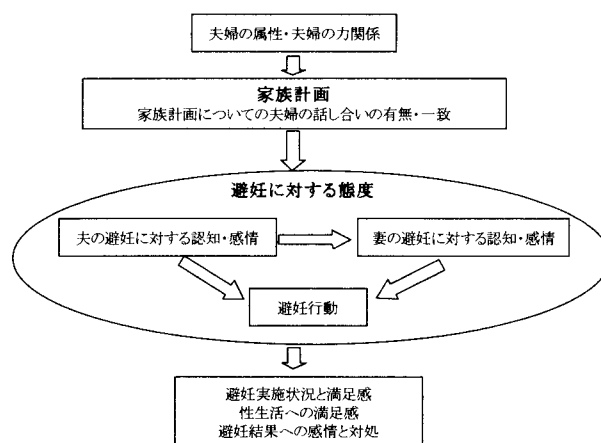 夫婦の属性・夫婦の力関係
家族計画
家族計画についての夫婦の話し合いの有無・一致
避妊に対する態度
夫の避妊に対する認知・感情
妻の避妊に対する認知・感情
避妊行動
避妊実施状況と満足感
性生活への満足感
避妊結果への感情と対処